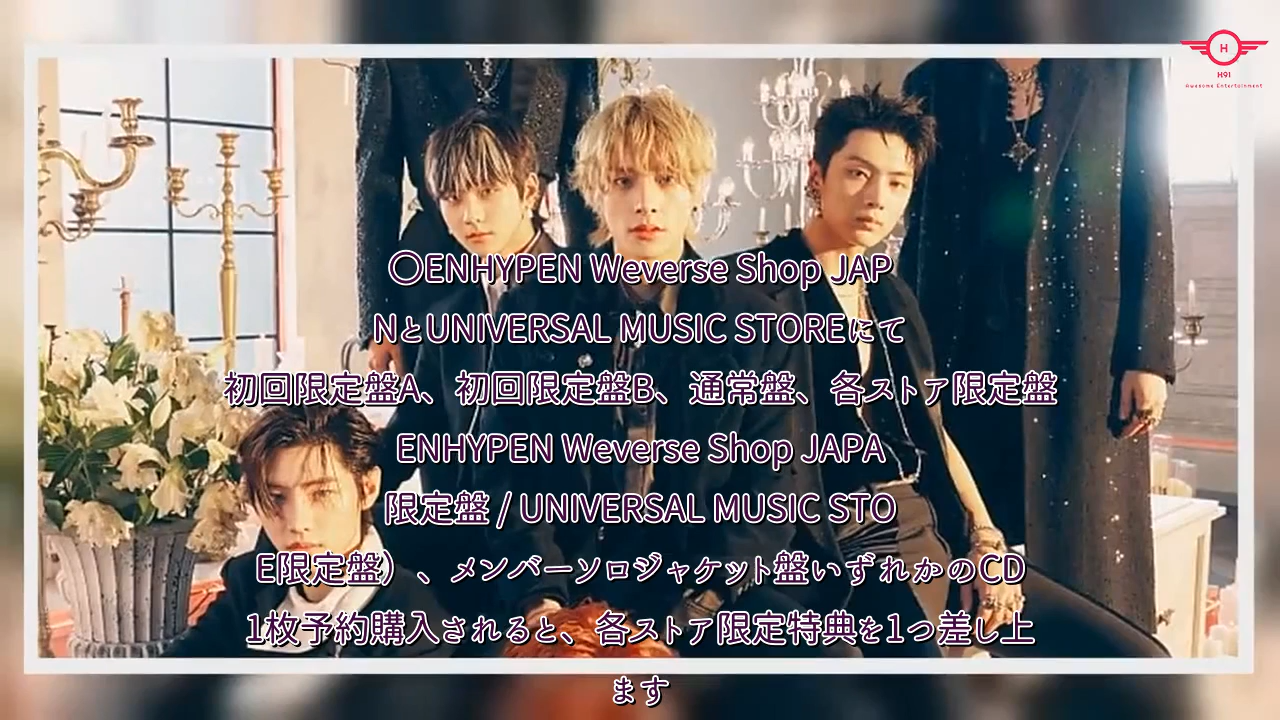 H
H91
Awesome Entertainment
〇ENHYPEN Weverse Shop JAP
NとUNIVERSAL MUSIC STOREにて
初回限定盤A、初回限定盤B、通常盤、各ストア限定盤
ENHYPEN Weverse Shop JAPA
限定盤 / UNIVERSAL MUSIC STO
E限定盤）、メンバーソロジャケット盤いずれかのCD
1枚予約購入されると、各ストア限定特典を1つ差し上
ます